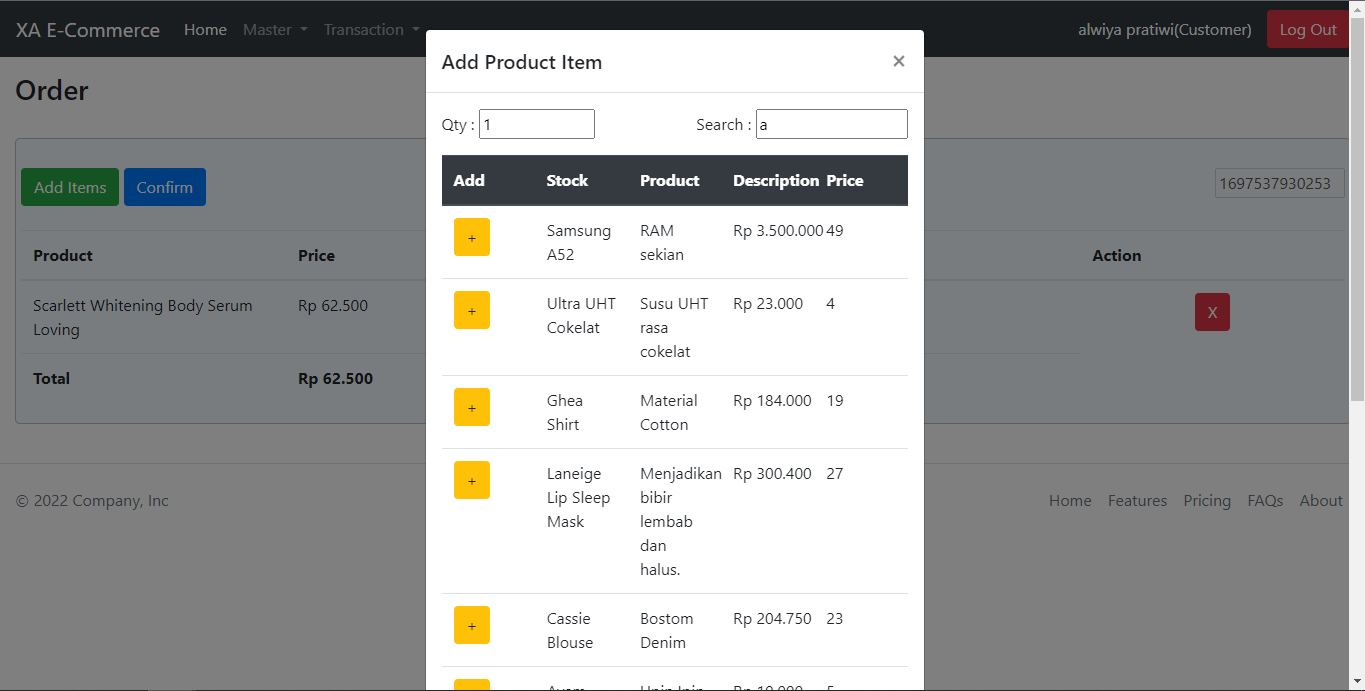 XA E-Commerce Home Master Transaction alwiya pratiwi(Customer) Log Out
Add Product Item ×
Order
Qty : 1 Search : a
Add Items Confirm 1697537930253
Add Stock Product Description Price
Product Price Action
+ Samsung RAM Rp 3.500.000 49
A52 sekian
Scarlett Whitening Body Serum Rp 62.500 X
Loving
+ Ultra UHT Susu UHT Rp 23.000 4
Cokelat rasa
cokelat
Total Rp 62.500
+ Ghea Material Rp 184.000 19
Shirt Cotton
+ Laneige Menjadikan Rp 300.400 27
Lip Sleep bibir
Mask lembab
dan
halus.
© 2022 Company, Inc Home Features Pricing FAQs About
+ Cassie Bostom Rp 204.750 23
Blouse Denim